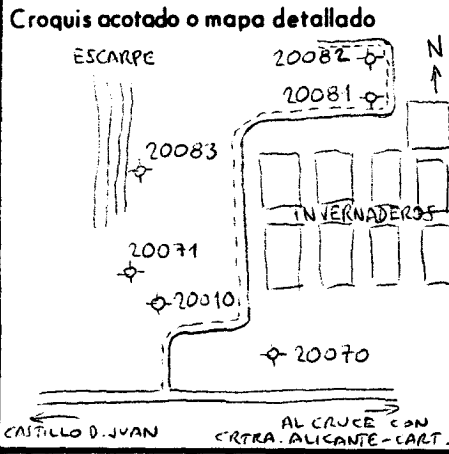 Croquis acotado o mapa detallado
ESCARPE
20082
N
20081
20083
INVERNADEROS
20071
20010
20070
CASTILLO D. JUAN
AL CRUCE CON
CRTRA. ALICANTE-CART.